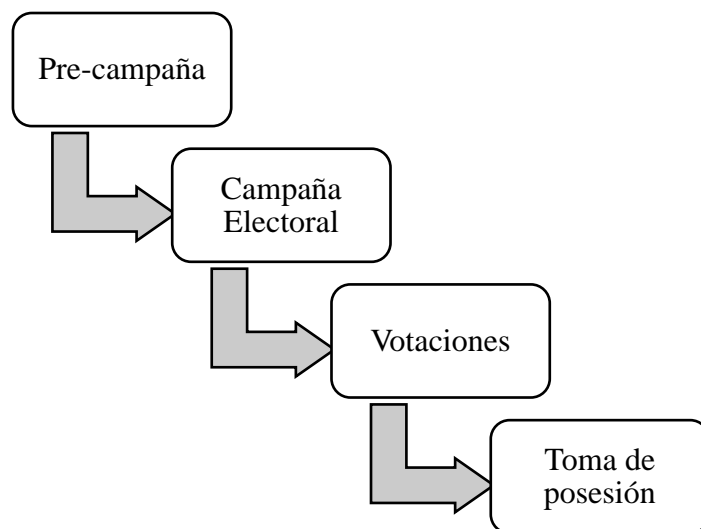 Pre-campaña
Campaña
Electoral
Votaciones
Toma de
posesión